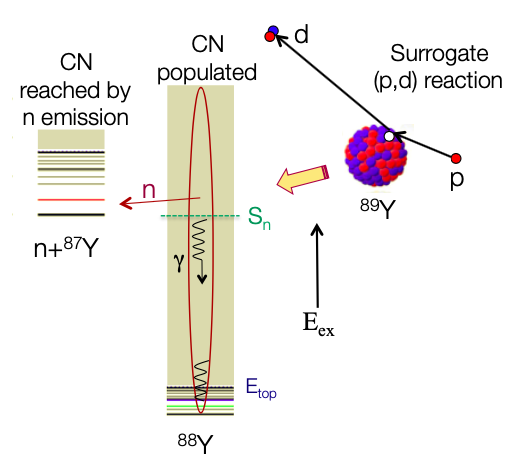 d
CN
populated
Surrogate
(p,d) reaction
CN
reached by
n emission
p
n
⁸⁹Y
Sₙ
n+⁸⁷Y
γ
Eₑₓ
Eₜₒₚ
⁸⁸Y